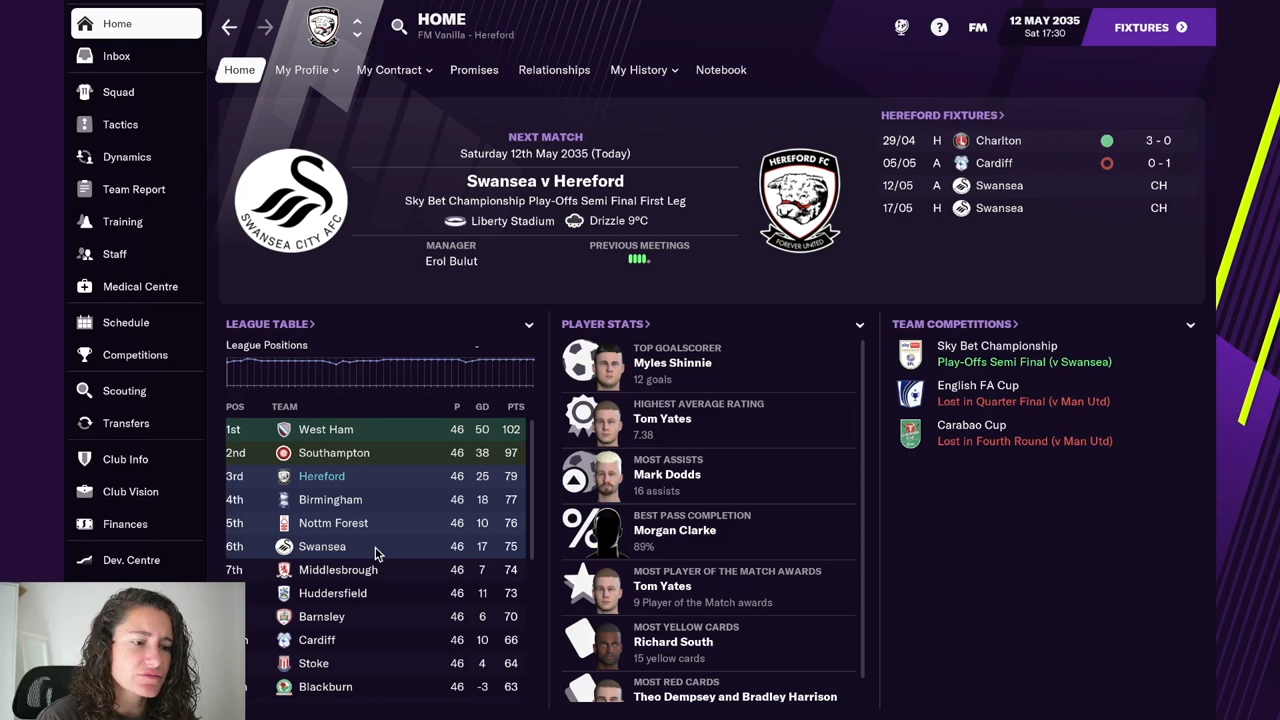 Home
Inbox
Squad
Tactics
Dynamics
Team Report
Training
Staff
Medical Centre
Schedule
Competitions
Scouting
Transfers
Club Info
Club Vision
Finances
Dev. Centre
HOME
FM Vanilla - Hereford
FM
12 MAY 2035
Sat 17:30
FIXTURES
Home
My Profile
My Contract
Promises
Relationships
My History
Notebook
NEXT MATCH
Saturday 12th May 2035 (Today)
Swansea v Hereford
Sky Bet Championship Play-Offs Semi Final First Leg
Liberty Stadium
Drizzle 9°C
MANAGER
Erol Bulut
PREVIOUS MEETINGS
SWANSEA CITY AFC
HEREFORD FC
FOREVER UNITED
HEREFORD FIXTURES
29/04 H Charlton 3 - 0
05/05 A Cardiff 0 - 1
12/05 A Swansea CH
17/05 H Swansea CH
LEAGUE TABLE
League Positions -
POS TEAM P GD PTS
1st West Ham 46 50 102
2nd Southampton 46 38 97
3rd Hereford 46 25 79
4th Birmingham 46 18 77
5th Nottm Forest 46 10 76
6th Swansea 46 17 75
7th Middlesbrough 46 7 74
Huddersfield 46 11 73
Barnsley 46 6 70
Cardiff 46 10 66
Stoke 46 4 64
Blackburn 46 -3 63
PLAYER STATS
TOP GOALSCORER
Myles Shinnie
12 goals
HIGHEST AVERAGE RATING
Tom Yates
7.38
MOST ASSISTS
Mark Dodds
16 assists
BEST PASS COMPLETION
Morgan Clarke
89%
MOST PLAYER OF THE MATCH AWARDS
Tom Yates
9 Player of the Match awards
MOST YELLOW CARDS
Richard South
15 yellow cards
MOST RED CARDS
Theo Dempsey and Bradley Harrison
TEAM COMPETITIONS
Sky Bet Championship
Play-Offs Semi Final (v Swansea)
English FA Cup
Lost in Quarter Final (v Man Utd)
Carabao Cup
Lost in Fourth Round (v Man Utd)